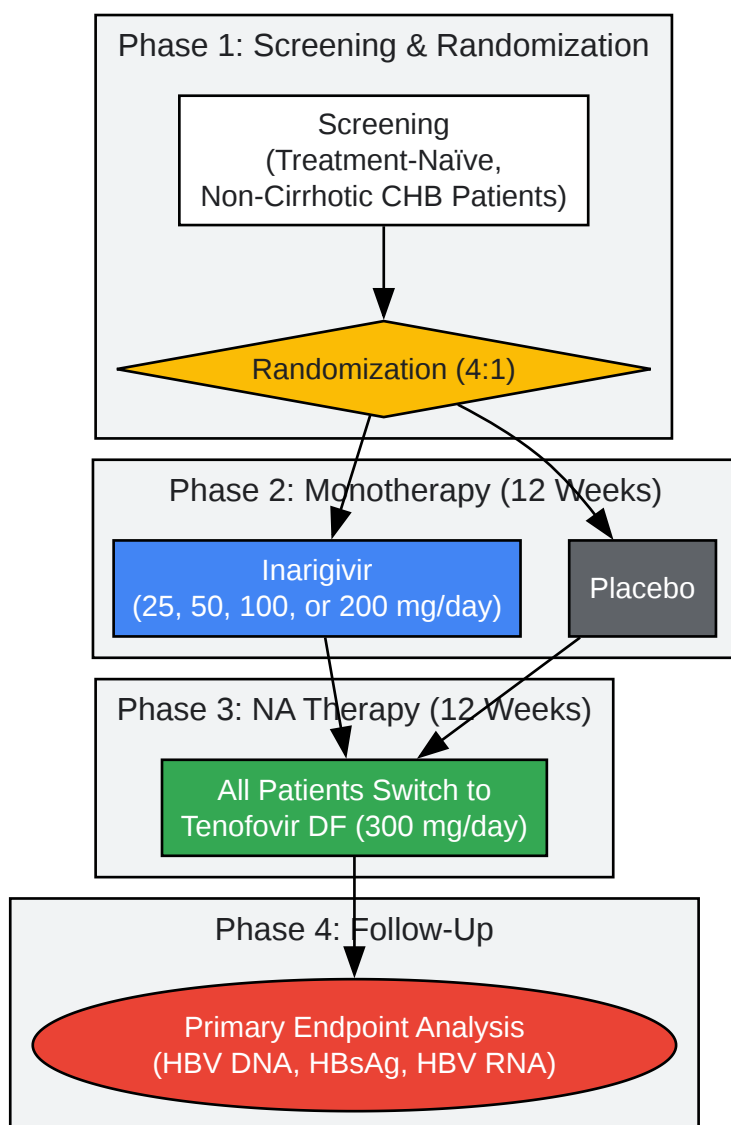 Phase 1: Screening & Randomization
Screening
(Treatment-Naïve,
Non-Cirrhotic CHB Patients)
Randomization (4:1)
Phase 2: Monotherapy (12 Weeks)
Inarigivir
(25, 50, 100, or 200 mg/day)
Placebo
Phase 3: NA Therapy (12 Weeks)
All Patients Switch to
Tenofovir DF (300 mg/day)
Phase 4: Follow-Up
Primary Endpoint Analysis
(HBV DNA, HBsAg, HBV RNA)